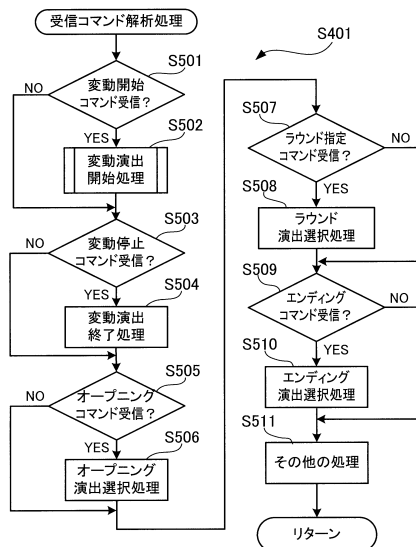 受信コマンド解析処理
S401
S501
変動開始
コマンド受信？
NO
YES
S502
変動演出
開始処理
S503
変動停止
コマンド受信？
NO
YES
S504
変動演出
終了処理
S505
オープニング
コマンド受信？
NO
YES
S506
オープニング
演出選択処理
S507
ラウンド指定
コマンド受信？
NO
YES
S508
ラウンド
演出選択処理
S509
エンディング
コマンド受信？
NO
YES
S510
エンディング
演出選択処理
S511
その他の処理
リターン